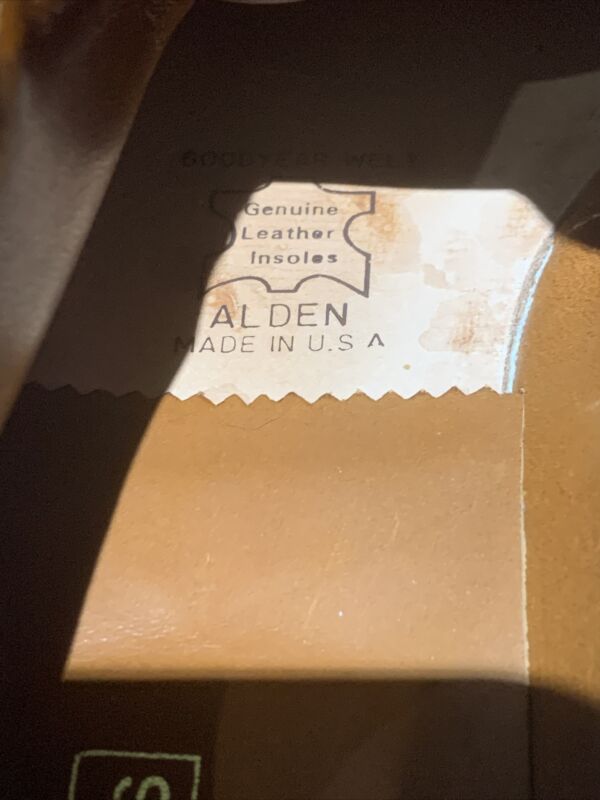 GOODYEAR WELT
Genuine
Leather
Insoles
ALDEN
MADE IN U.S A
S